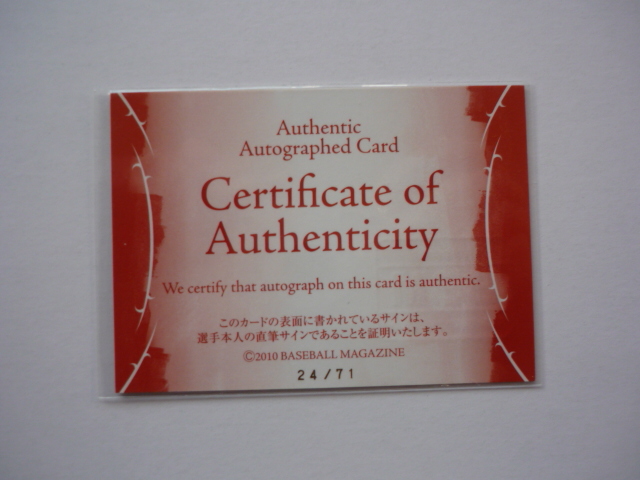 Authentic
Autographed Card
Certificate of
Authenticity
We certify that autograph on this card is authentic.
このカードの表面に書かれているサインは、
選手本人の直筆サインであることを証明いたします。
©2010 BASEBALL MAGAZINE
24/71